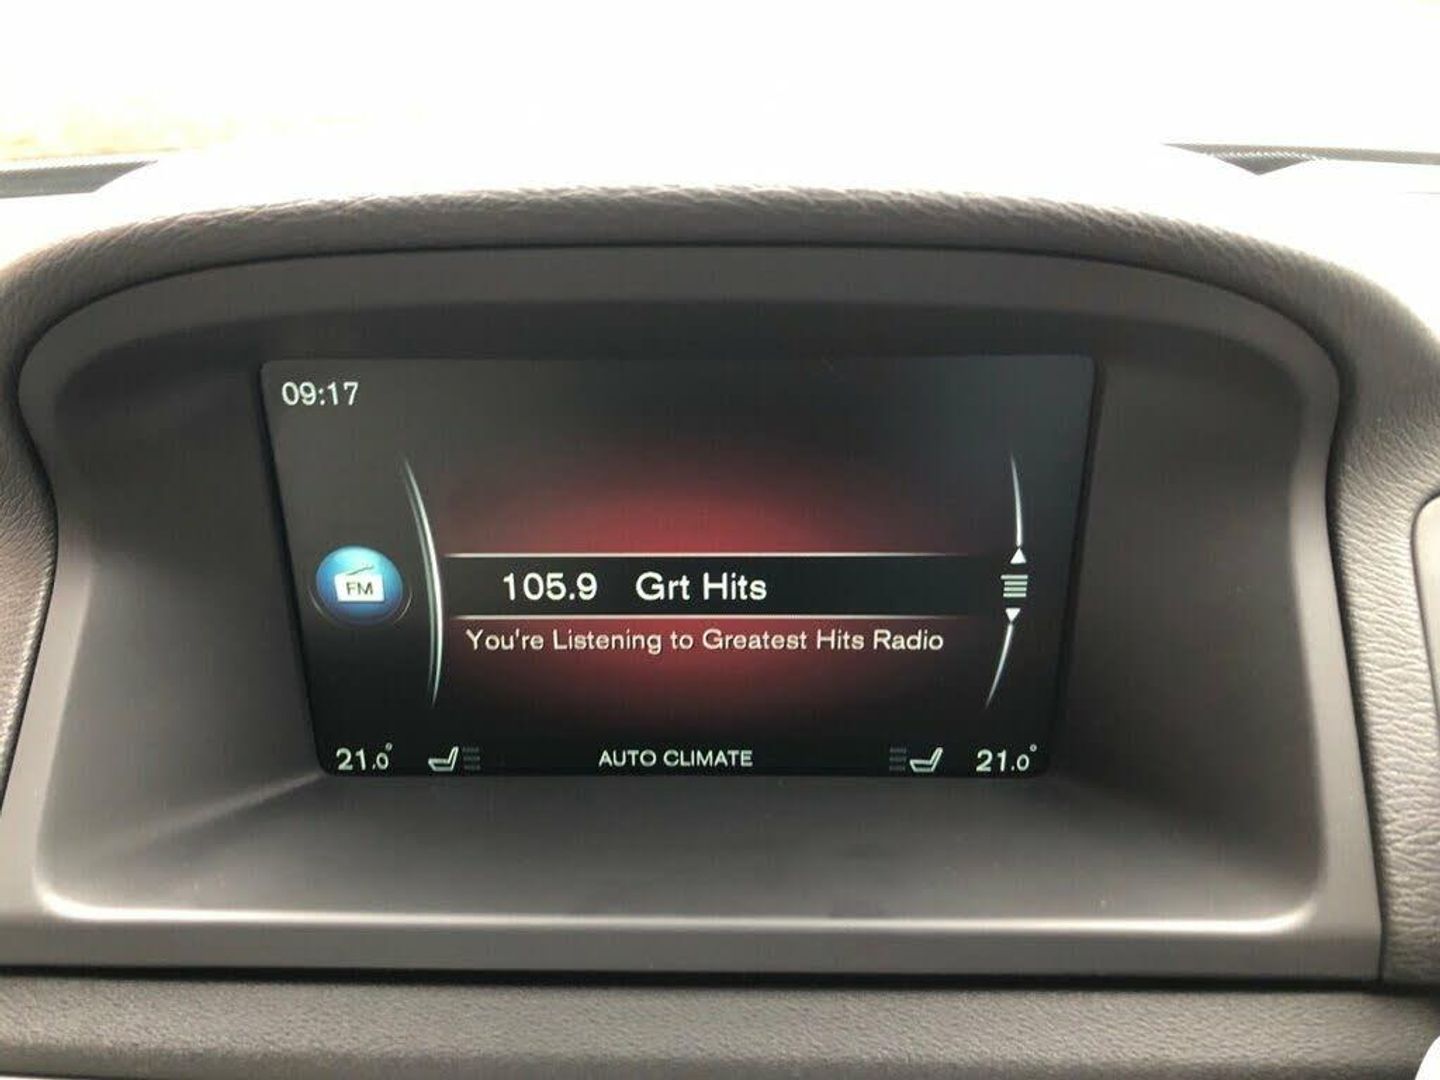 09:17
FM
105.9 Grt Hits
You're Listening to Greatest Hits Radio
21.0° AUTO CLIMATE 21.0°